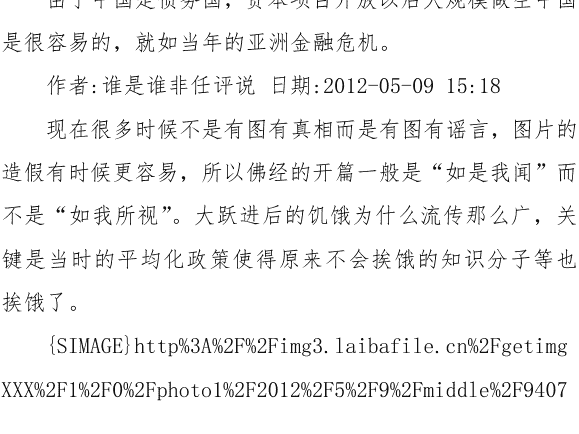 由于中国是债务国，资本项目开放以后大规模做空中国
是很容易的，就如当年的亚洲金融危机。
作者:谁是谁非任评说 日期:2012-05-09 15:18
现在很多时候不是有图有真相而是有图有谣言，图片的
造假有时候更容易，所以佛经的开篇一般是“如是我闻”而
不是“如我所视”。大跃进后的饥饿为什么流传那么广，关
键是当时的平均化政策使得原来不会挨饿的知识分子等也
挨饿了。
{SIMAGE}http%3A%2F%2Fimg3.laibafile.cn%2Fgetimg
XXX%2F1%2F0%2Fphoto1%2F2012%2F5%2F9%2Fmiddle%2F9407